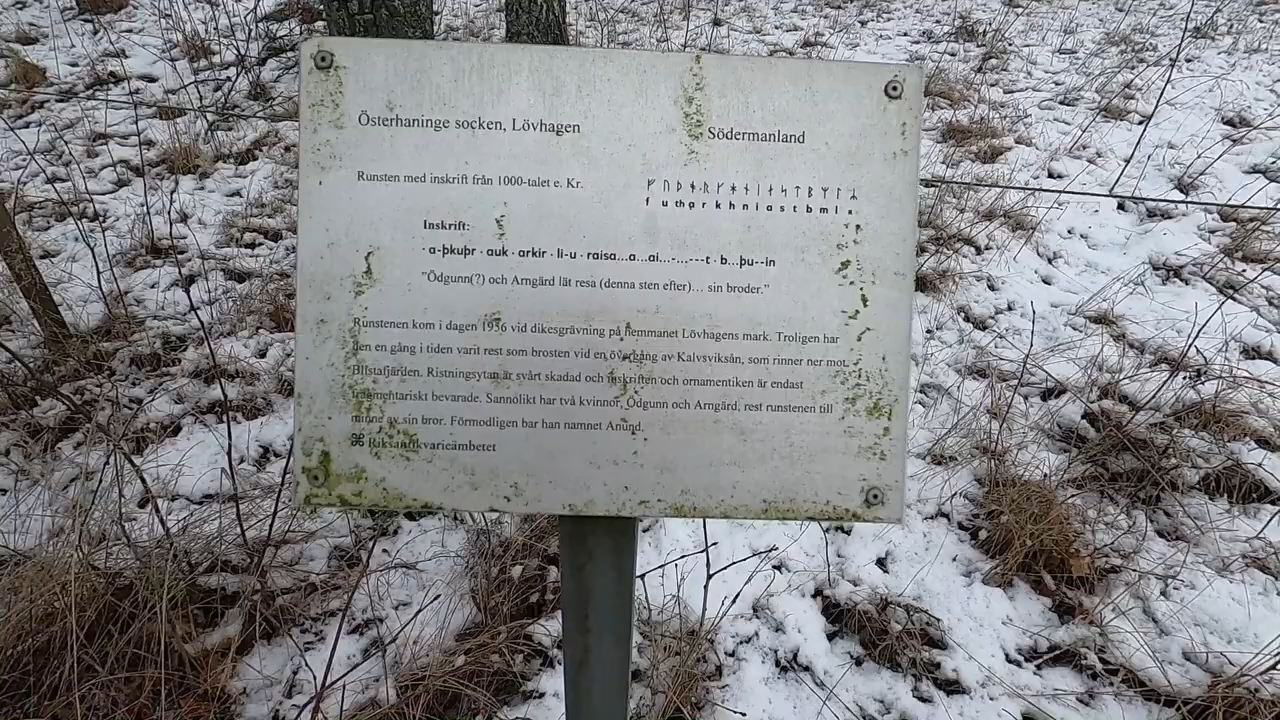 Österhaninge socken, Lövhagen
Södermanland
Runsten med inskrift från 1000-talet e. Kr.
ᚠ ᚢ ᚦ ᚭ ᚱ ᚴ ᚼ ᚾ ᛁ ᛅ ᛋ ᛏ ᛒ ᛘ ᛚ ᛦ
f u th ą r k h n i a s t b m l R
Inskrift:
· a-þkuþr · auk · arkir · li-u · raisa...a...ai...-...---t · b...þu--in
"Ödgunn(?) och Arngärd lät resa (denna sten efter)... sin broder."
Runstenen kom i dagen 1956 vid dikesgrävning på hemmanet Lövhagens mark. Troligen har
den en gång i tiden varit rest som brosten vid en övergång av Kalvsviksån, som rinner ner mot
Blistafjärden. Ristningsytan är svårt skadad och inskriften och ornamentiken är endast
fragmentariskt bevarade. Sannolikt har två kvinnor, Ödgunn och Arngärd, rest runstenen till
minne av sin bror. Förmodligen bar han namnet Anund.
⌘ Riksantikvarieämbetet